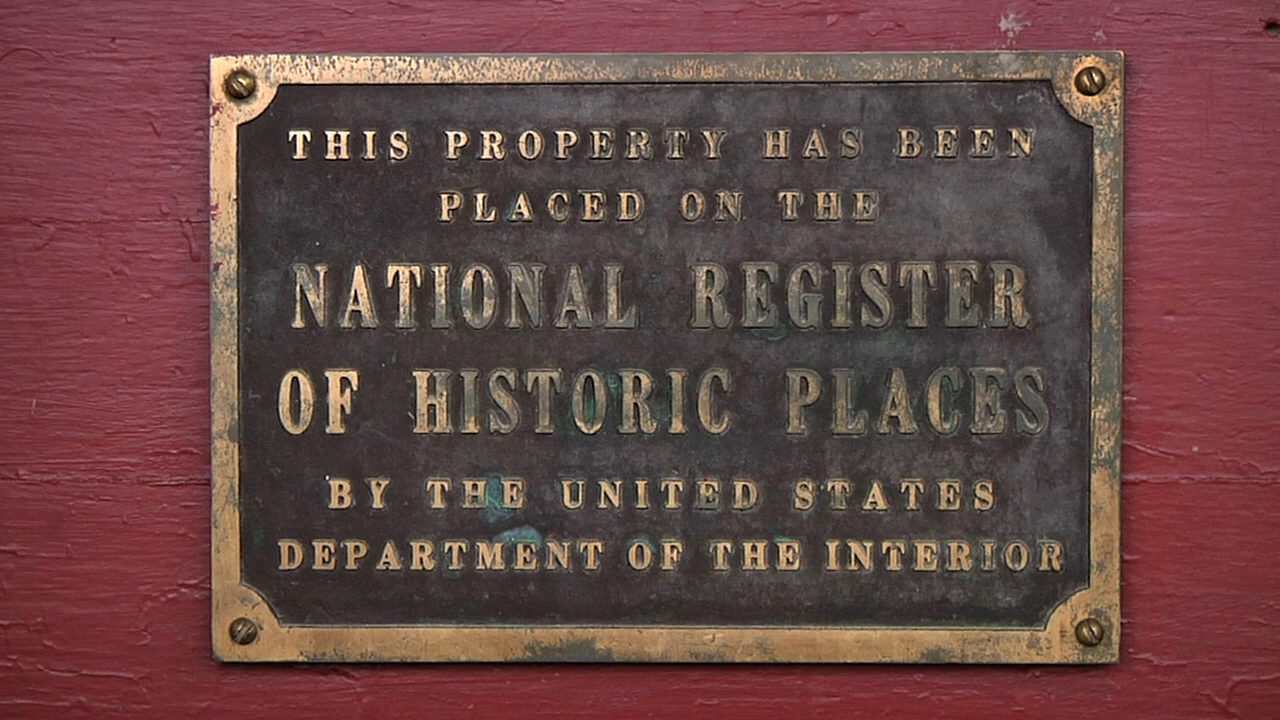 THIS PROPERTY HAS BEEN
PLACED ON THE
NATIONAL REGISTER
OF HISTORIC PLACES
BY THE UNITED STATES
DEPARTMENT OF THE INTERIOR